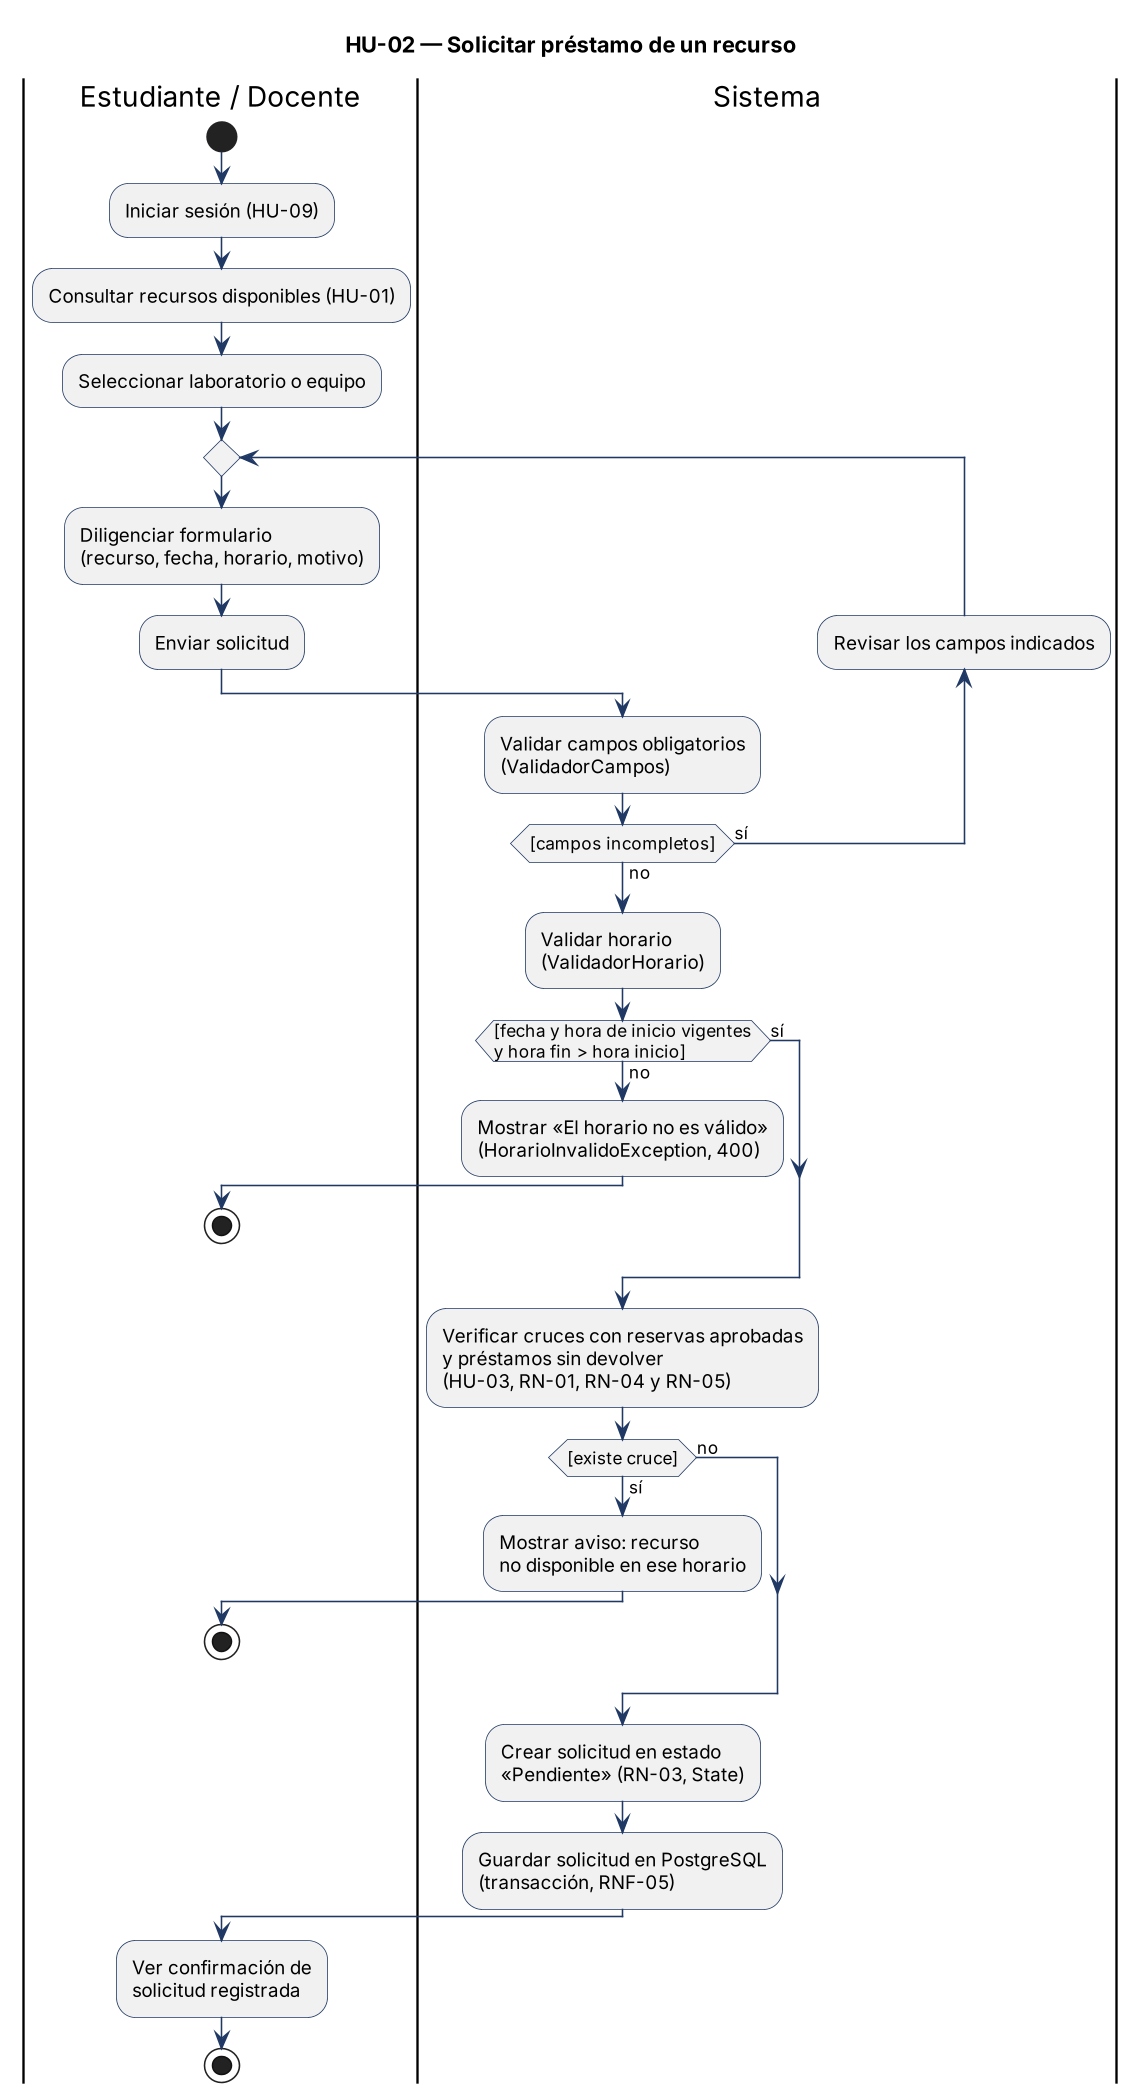 HU-02 — Solicitar préstamo de un recurso
Estudiante / Docente
Sistema
Iniciar sesión (HU-09)
Consultar recursos disponibles (HU-01)
Seleccionar laboratorio o equipo
Diligenciar formulario
(recurso, fecha, horario, motivo)
Enviar solicitud
Revisar los campos indicados
Validar campos obligatorios
(ValidadorCampos)
[campos incompletos]
sí
no
Validar horario
(ValidadorHorario)
[fecha y hora de inicio vigentes
y hora fin > hora inicio]
sí
no
Mostrar «El horario no es válido»
(HorarioInvalidoException, 400)
Verificar cruces con reservas aprobadas
y préstamos sin devolver
(HU-03, RN-01, RN-04 y RN-05)
[existe cruce]
no
sí
Mostrar aviso: recurso
no disponible en ese horario
Crear solicitud en estado
«Pendiente» (RN-03, State)
Guardar solicitud en PostgreSQL
(transacción, RNF-05)
Ver confirmación de
solicitud registrada